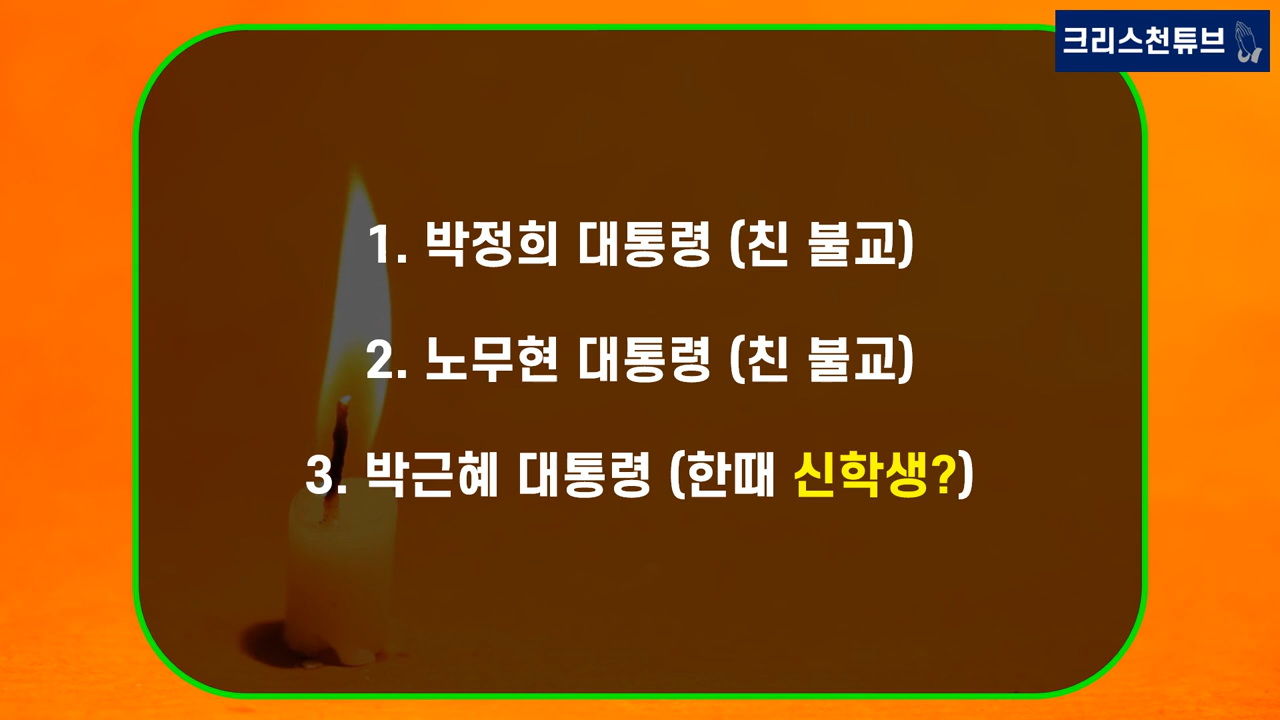 크리스천튜브
1. 박정희 대통령 (친 불교)
2. 노무현 대통령 (친 불교)
3. 박근혜 대통령 (한때 신학생?)